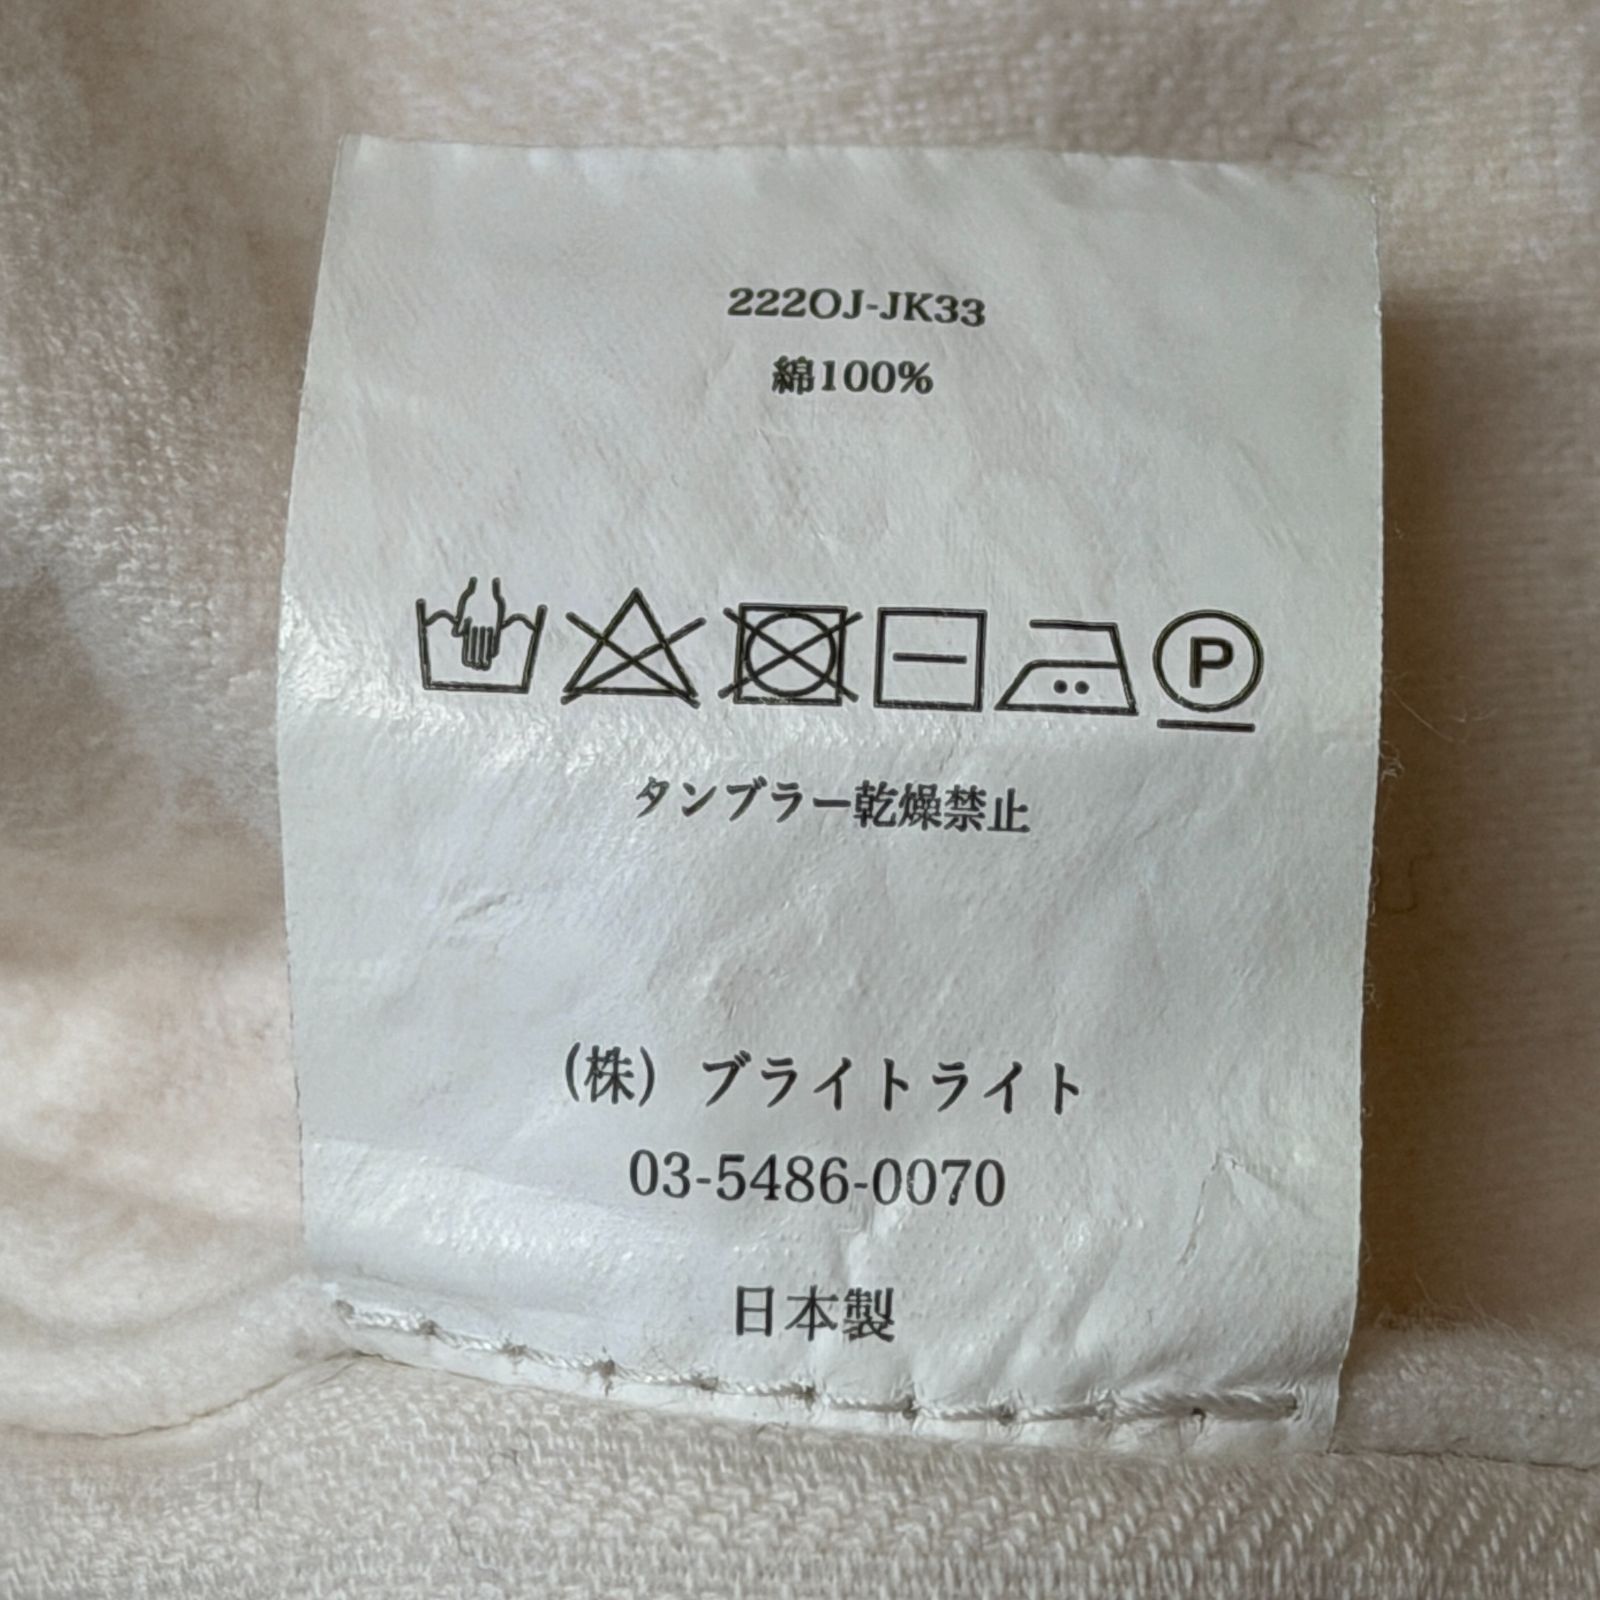 222OJ-JK33
綿100%
P
タンブラー乾燥禁止
(株) ブライトライト
03-5486-0070
日本製